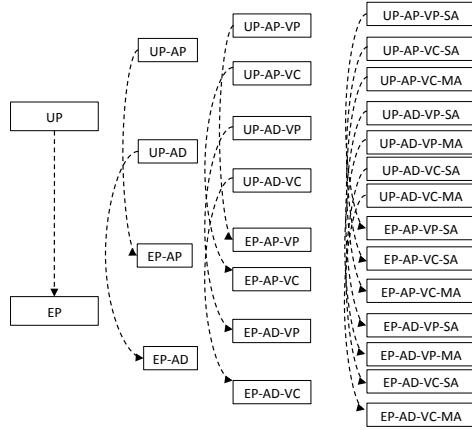 UP
EP
UP-AP
UP-AD
EP-AP
EP-AD
UP-AP-VP
UP-AP-VC
UP-AD-VP
UP-AD-VC
EP-AP-VP
EP-AP-VC
EP-AD-VP
EP-AD-VC
UP-AP-VP-SA
UP-AP-VC-SA
UP-AP-VC-MA
UP-AD-VP-SA
UP-AD-VP-MA
UP-AD-VC-SA
UP-AD-VC-MA
EP-AP-VP-SA
EP-AP-VC-SA
EP-AP-VC-MA
EP-AD-VP-SA
EP-AD-VP-MA
EP-AD-VC-SA
EP-AD-VC-MA